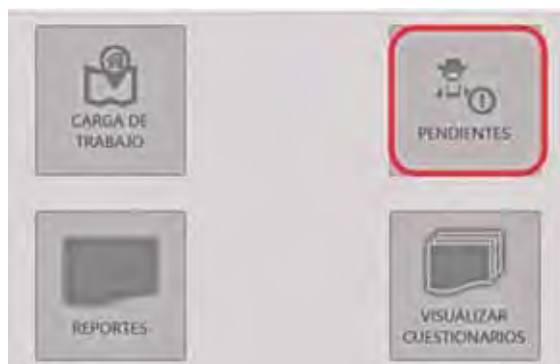 CARGA DE
TRABAJO
PENDIENTES
REPORTES
VISUALIZAR
CUESTIONARIOS